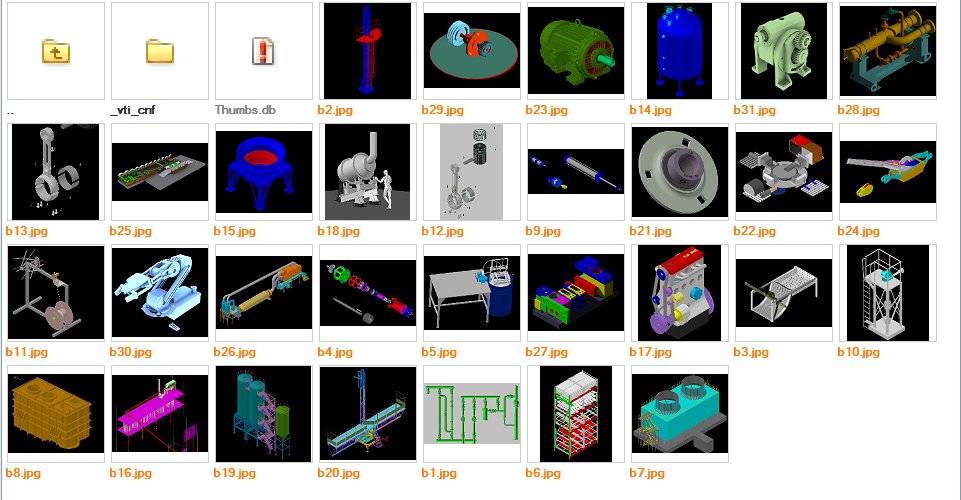 .. _vti_cnf Thumbs.db b2.jpg b29.jpg b23.jpg b14.jpg b31.jpg b28.jpg
b13.jpg b25.jpg b15.jpg b18.jpg b12.jpg b9.jpg b21.jpg b22.jpg b24.jpg
b11.jpg b30.jpg b26.jpg b4.jpg b5.jpg b27.jpg b17.jpg b3.jpg b10.jpg
b8.jpg b16.jpg b19.jpg b20.jpg b1.jpg b6.jpg b7.jpg